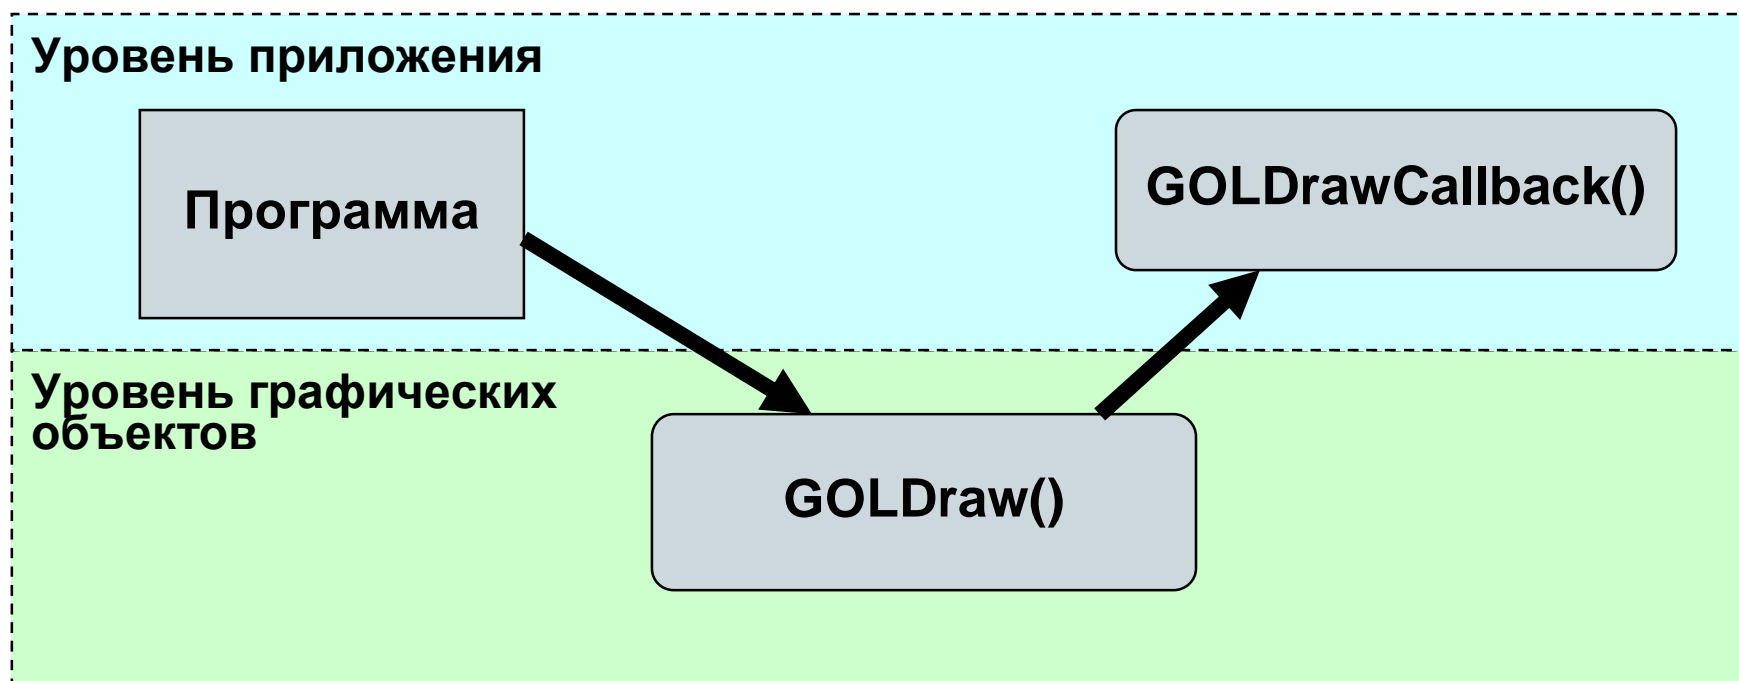 Уровень приложения
Программа
GOLDrawCallback()
Уровень графических
объектов
GOLDraw()